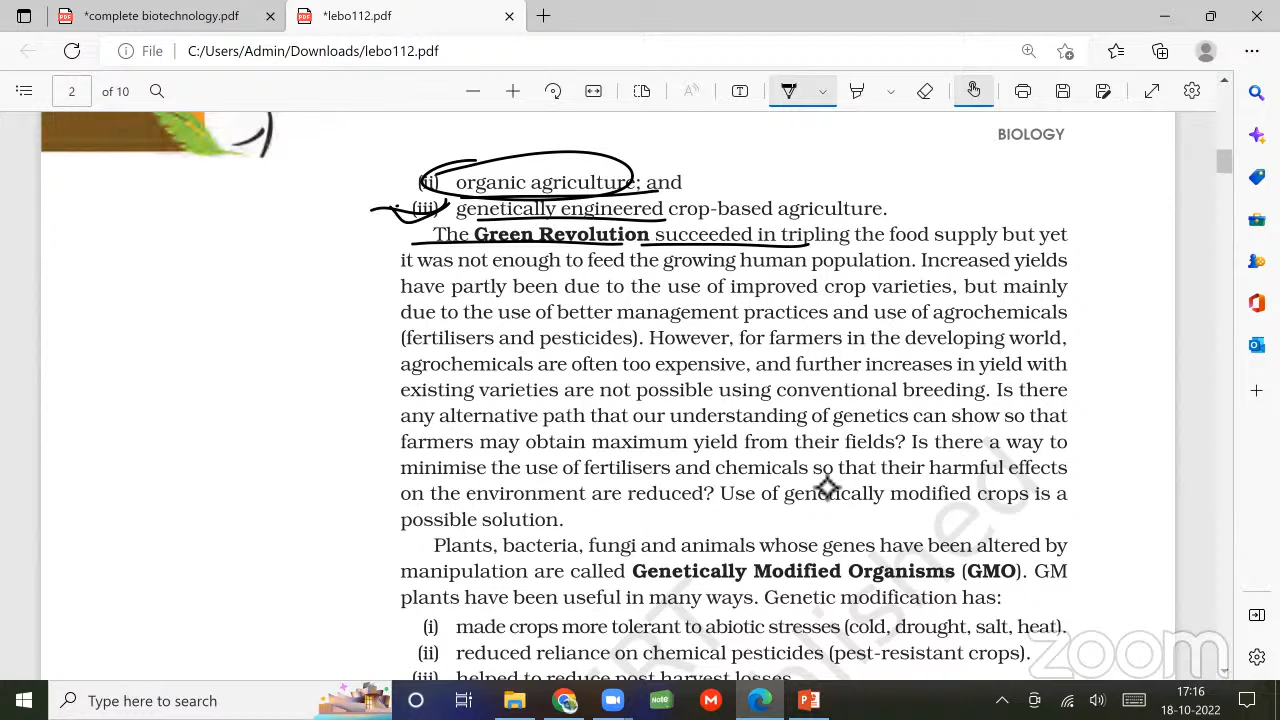 *complete biotechnology.pdf
*lebo112.pdf
File C:/Users/Admin/Downloads/lebo112.pdf
2 of 10
BIOLOGY
(ii) organic agriculture; and
(iii) genetically engineered crop-based agriculture.
The Green Revolution succeeded in tripling the food supply but yet
it was not enough to feed the growing human population. Increased yields
have partly been due to the use of improved crop varieties, but mainly
due to the use of better management practices and use of agrochemicals
(fertilisers and pesticides). However, for farmers in the developing world,
agrochemicals are often too expensive, and further increases in yield with
existing varieties are not possible using conventional breeding. Is there
any alternative path that our understanding of genetics can show so that
farmers may obtain maximum yield from their fields? Is there a way to
minimise the use of fertilisers and chemicals so that their harmful effects
on the environment are reduced? Use of genetically modified crops is a
possible solution.
Plants, bacteria, fungi and animals whose genes have been altered by
manipulation are called Genetically Modified Organisms (GMO). GM
plants have been useful in many ways. Genetic modification has:
(i) made crops more tolerant to abiotic stresses (cold, drought, salt, heat).
(ii) reduced reliance on chemical pesticides (pest-resistant crops).
(iii) helped to reduce post harvest losses.
zoom
Type here to search
17:16
18-10-2022